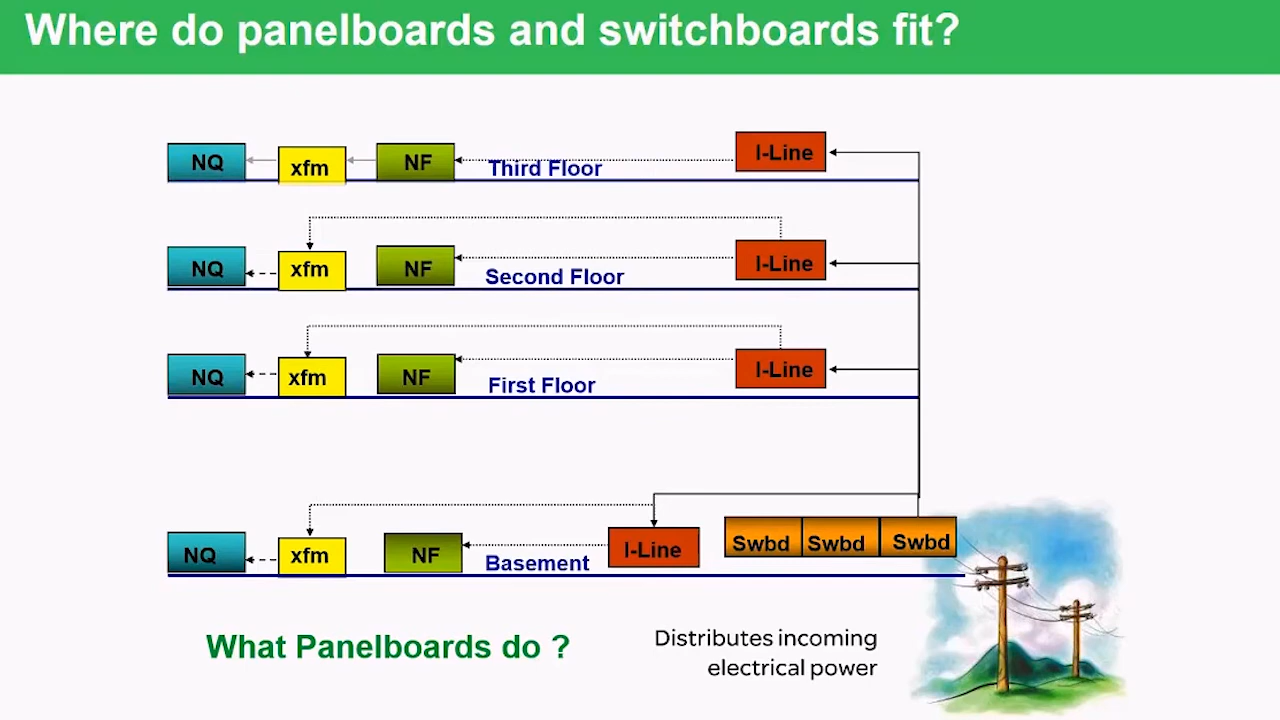 Where do panelboards and switchboards fit?
NQ xfm NF Third Floor I-Line
NQ xfm NF Second Floor I-Line
NQ xfm NF First Floor I-Line
NQ xfm NF Basement I-Line Swbd Swbd Swbd
What Panelboards do ?
Distributes incoming
electrical power